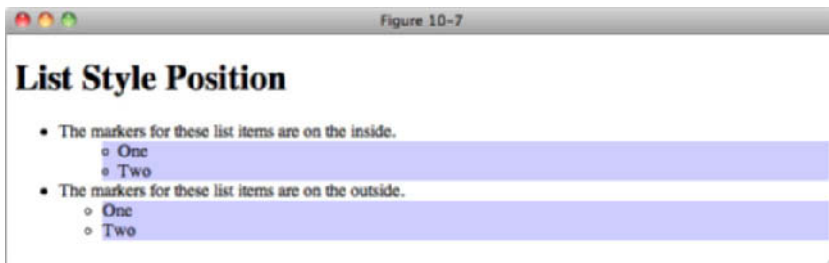 Figure 10-7
List Style Position
• The markers for these list items are on the inside.
◦ One
◦ Two
• The markers for these list items are on the outside.
◦ One
◦ Two